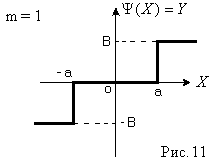 m = 1
Ψ(X) = Y
B
- a
o
a
X
- B
Рис. 11